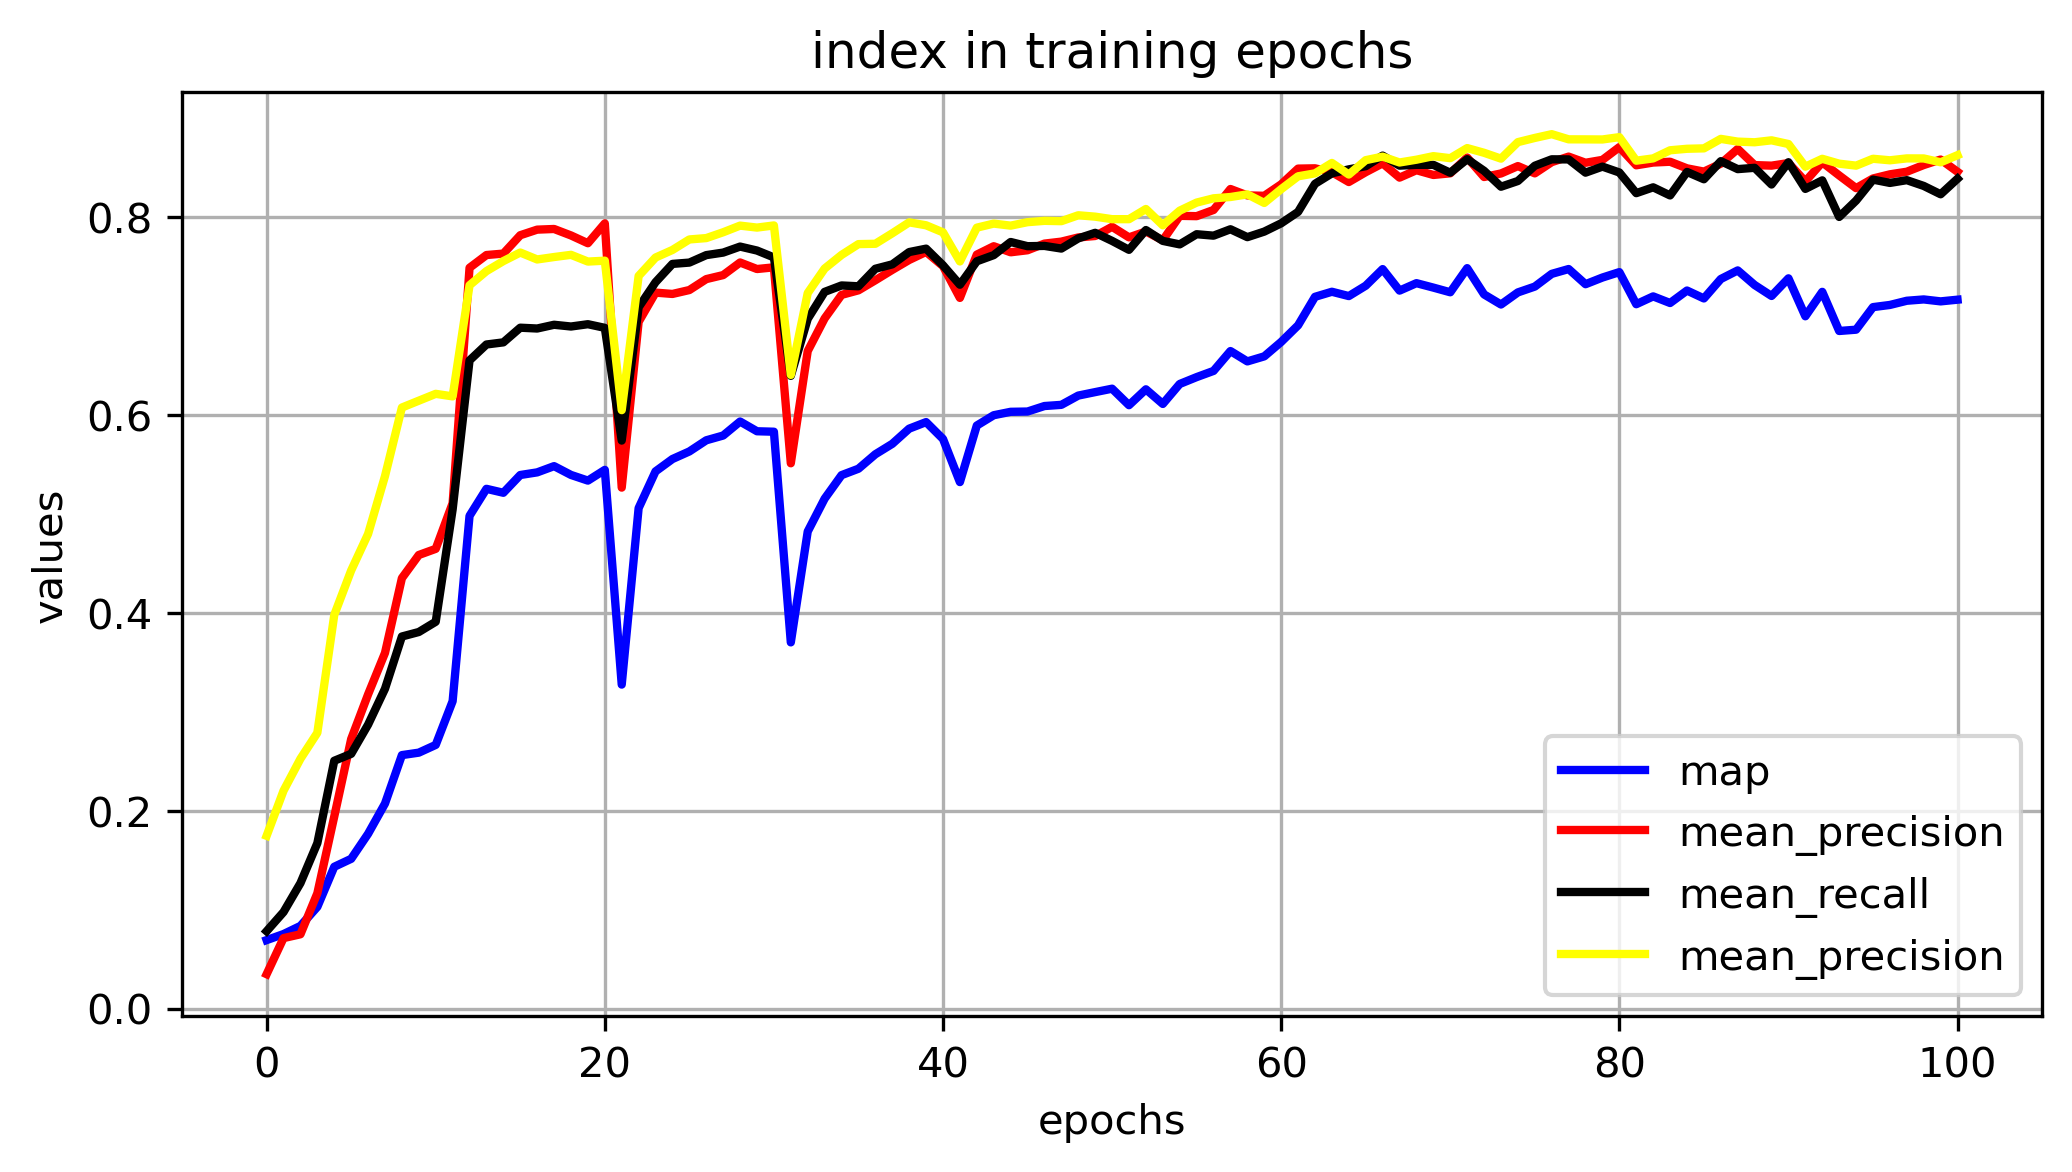 index in training epochs
values
0.8
0.6
0.4
0.2
0.0
map
mean_precision
mean_recall
mean_precision
0 20 40 60 80 100
epochs